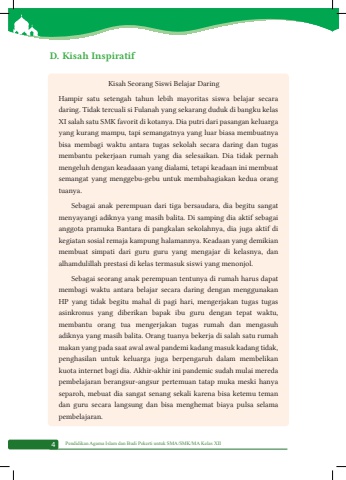 D. Kisah Inspiratif
Kisah Seorang Siswi Belajar Daring
Hampir satu setengah tahun lebih mayoritas siswa belajar secara
daring. Tidak tercuali si Fulanah yang sekarang duduk di bangku kelas
XI salah satu SMK favorit di kotanya. Dia putri dari pasangan keluarga
yang kurang mampu, tapi semangatnya yang luar biasa membuatnya
bisa membagi waktu antara tugas sekolah secara daring dan tugas
membantu pekerjaan rumah yang dia selesaikan. Dia tidak pernah
mengeluh dengan keadaaan yang dialami, tetapi keadaan ini membuat
semangat yang menggebu-gebu untuk membahagiakan kedua orang
tuanya.
Sebagai anak perempuan dari tiga bersaudara, dia begitu sangat
menyayangi adiknya yang masih balita. Di samping dia aktif sebagai
anggota pramuka Bantara di pangkalan sekolahnya, dia juga aktif di
kegiatan sosial remaja kampung halamannya. Keadaan yang demikian
membuat simpati dari guru guru yang mengajar di kelasnya, dan
alhamdulillah prestasi di kelas termasuk siswi yang menonjol.
Sebagai seorang anak perempuan tentunya di rumah harus dapat
membagi waktu antara belajar secara daring dengan menggunakan
HP yang tidak begitu mahal di pagi hari, mengerjakan tugas tugas
asinkronus yang diberikan bapak ibu guru dengan tepat waktu,
membantu orang tua mengerjakan tugas rumah dan mengasuh
adiknya yang masih balita. Orang tuanya bekerja di salah satu rumah
makan yang pada saat awal awal pandemi kadang masuk kadang tidak,
penghasilan untuk keluarga juga berpengaruh dalam membelikan
kuota internet bagi dia. Akhir-akhir ini pandemic sudah mulai mereda
pembelajaran berangsur-angsur pertemuan tatap muka meski hanya
separoh, mebuat dia sangat senang sekali karena bisa ketemu teman
dan guru secara langsung dan bisa menghemat biaya pulsa selama
pembelajaran.
4 Pendidikan Agama Islam dan Budi Pekerti untuk SMA/SMK/MA Kelas XII